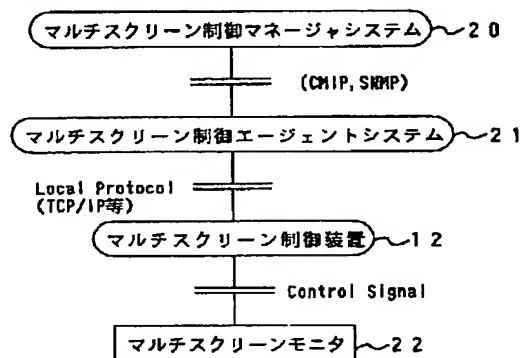 マルチスクリーン制御マネージャシステム 20
(CMIP, SNMP)
マルチスクリーン制御エージェントシステム 21
Local Protocol
(TCP/IP等)
マルチスクリーン制御装置 12
Control Signal
マルチスクリーンモニタ 22